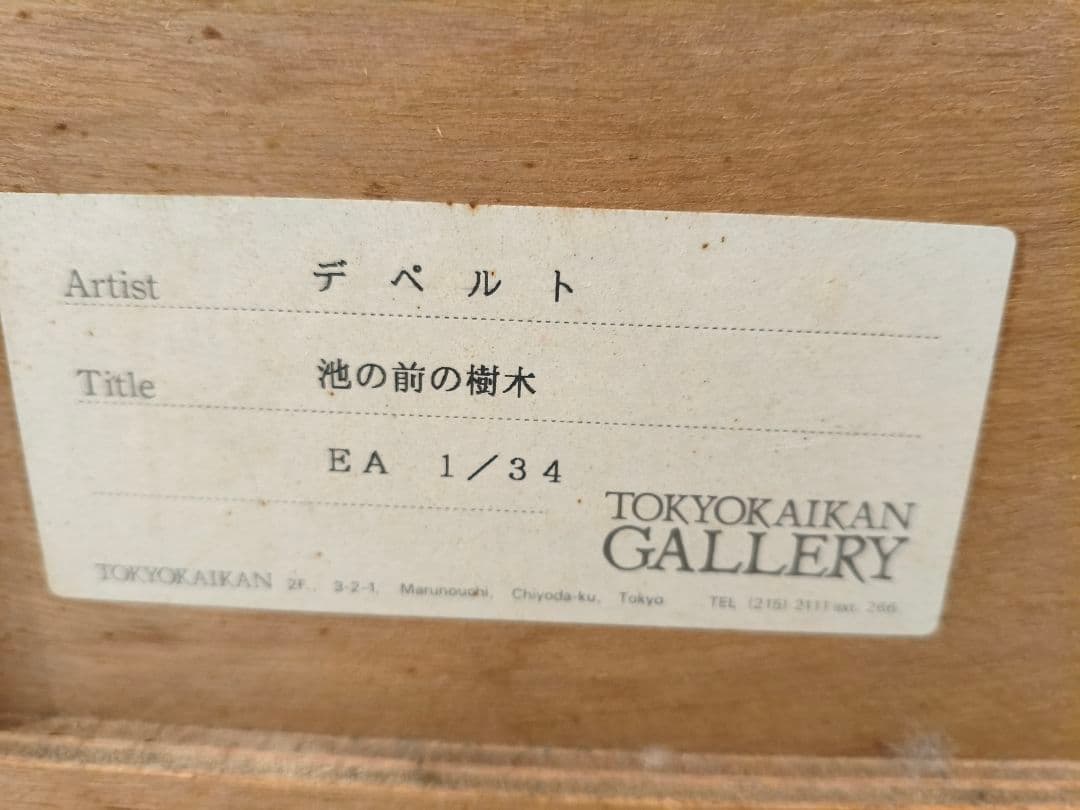 Artist デペルト
Title 池の前の樹木
EA 1/34
TOKYOKAIKAN
GALLERY
TOKYOKAIKAN 2F., 3-2-1, Marunouchi, Chiyoda-ku, Tokyo TEL (215) 2111 ext. 266